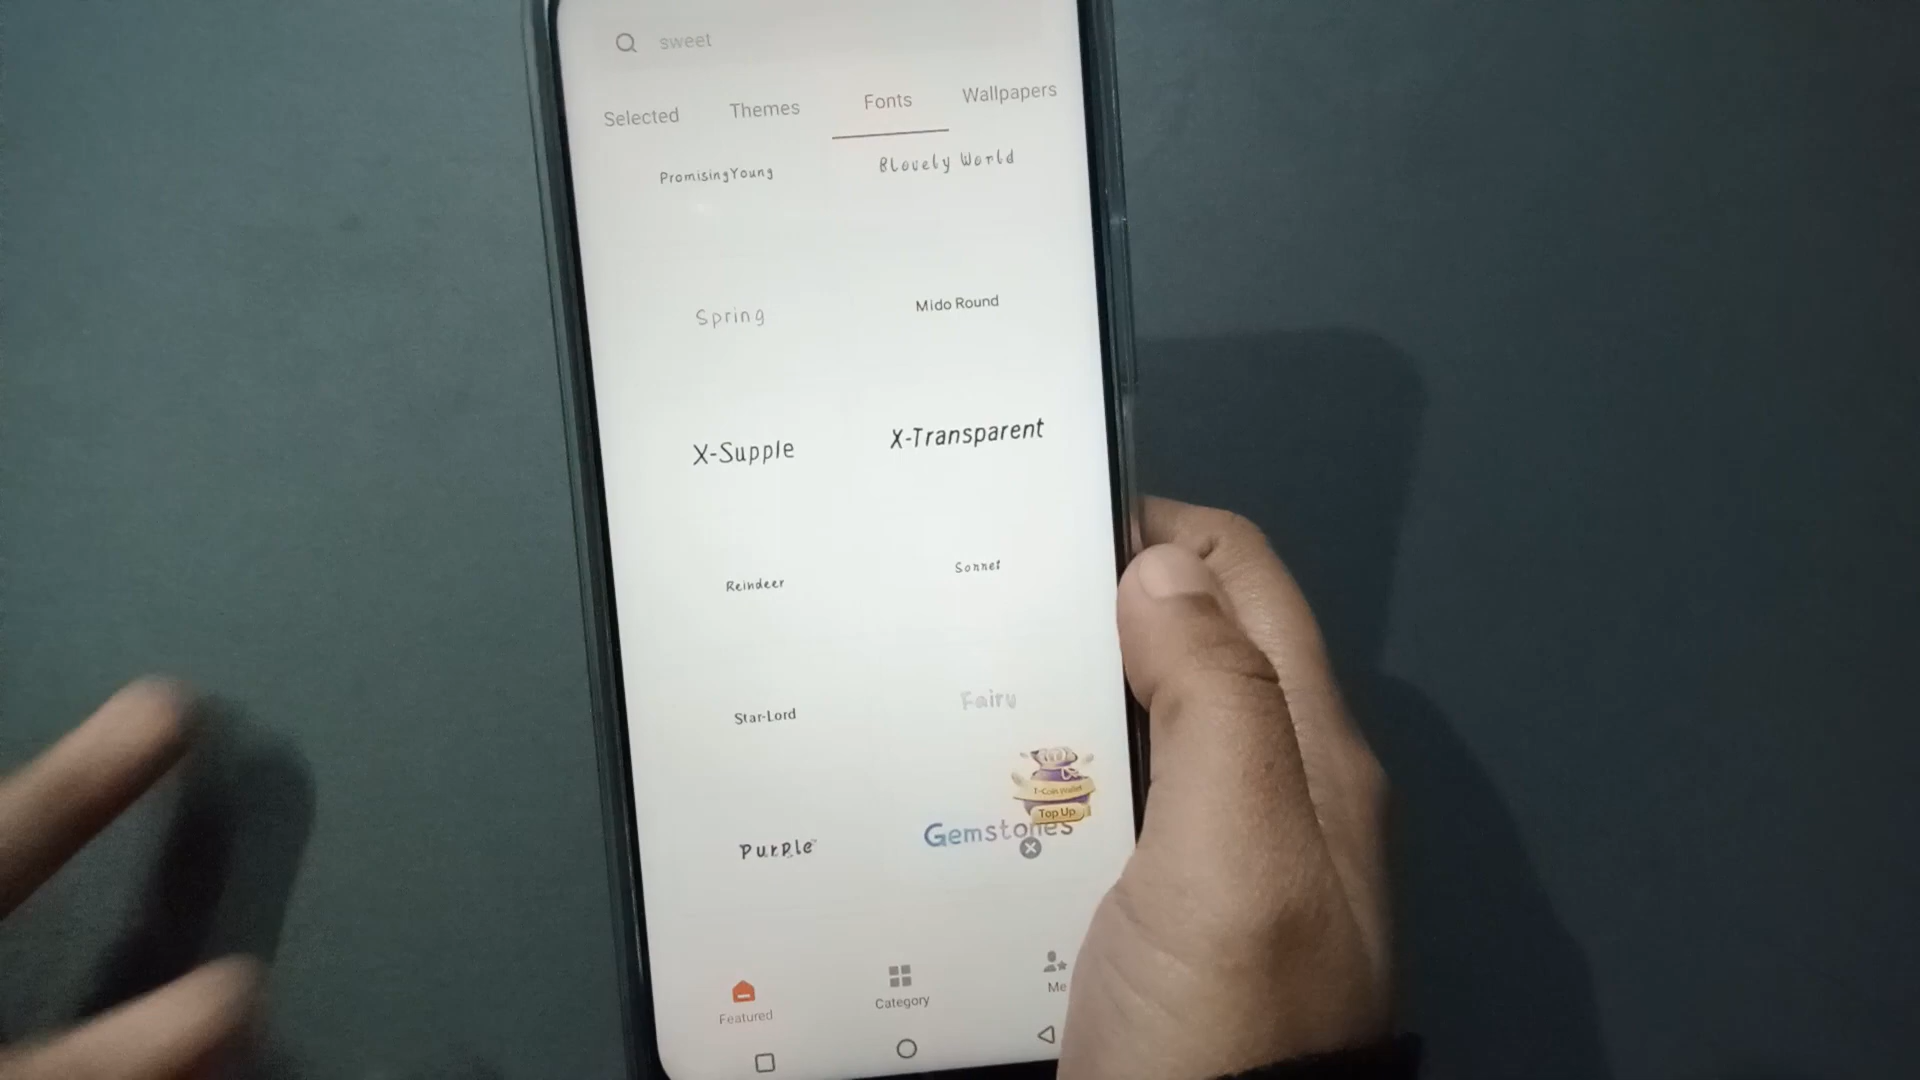 sweet
Selected Themes Fonts Wallpapers
PromisingYoung Blovely World
Spring Mido Round
X-Supple X-Transparent
Reindeer Sonnet
Star-Lord Fairy
Top Up
Purple Gemstones
Featured Category Me